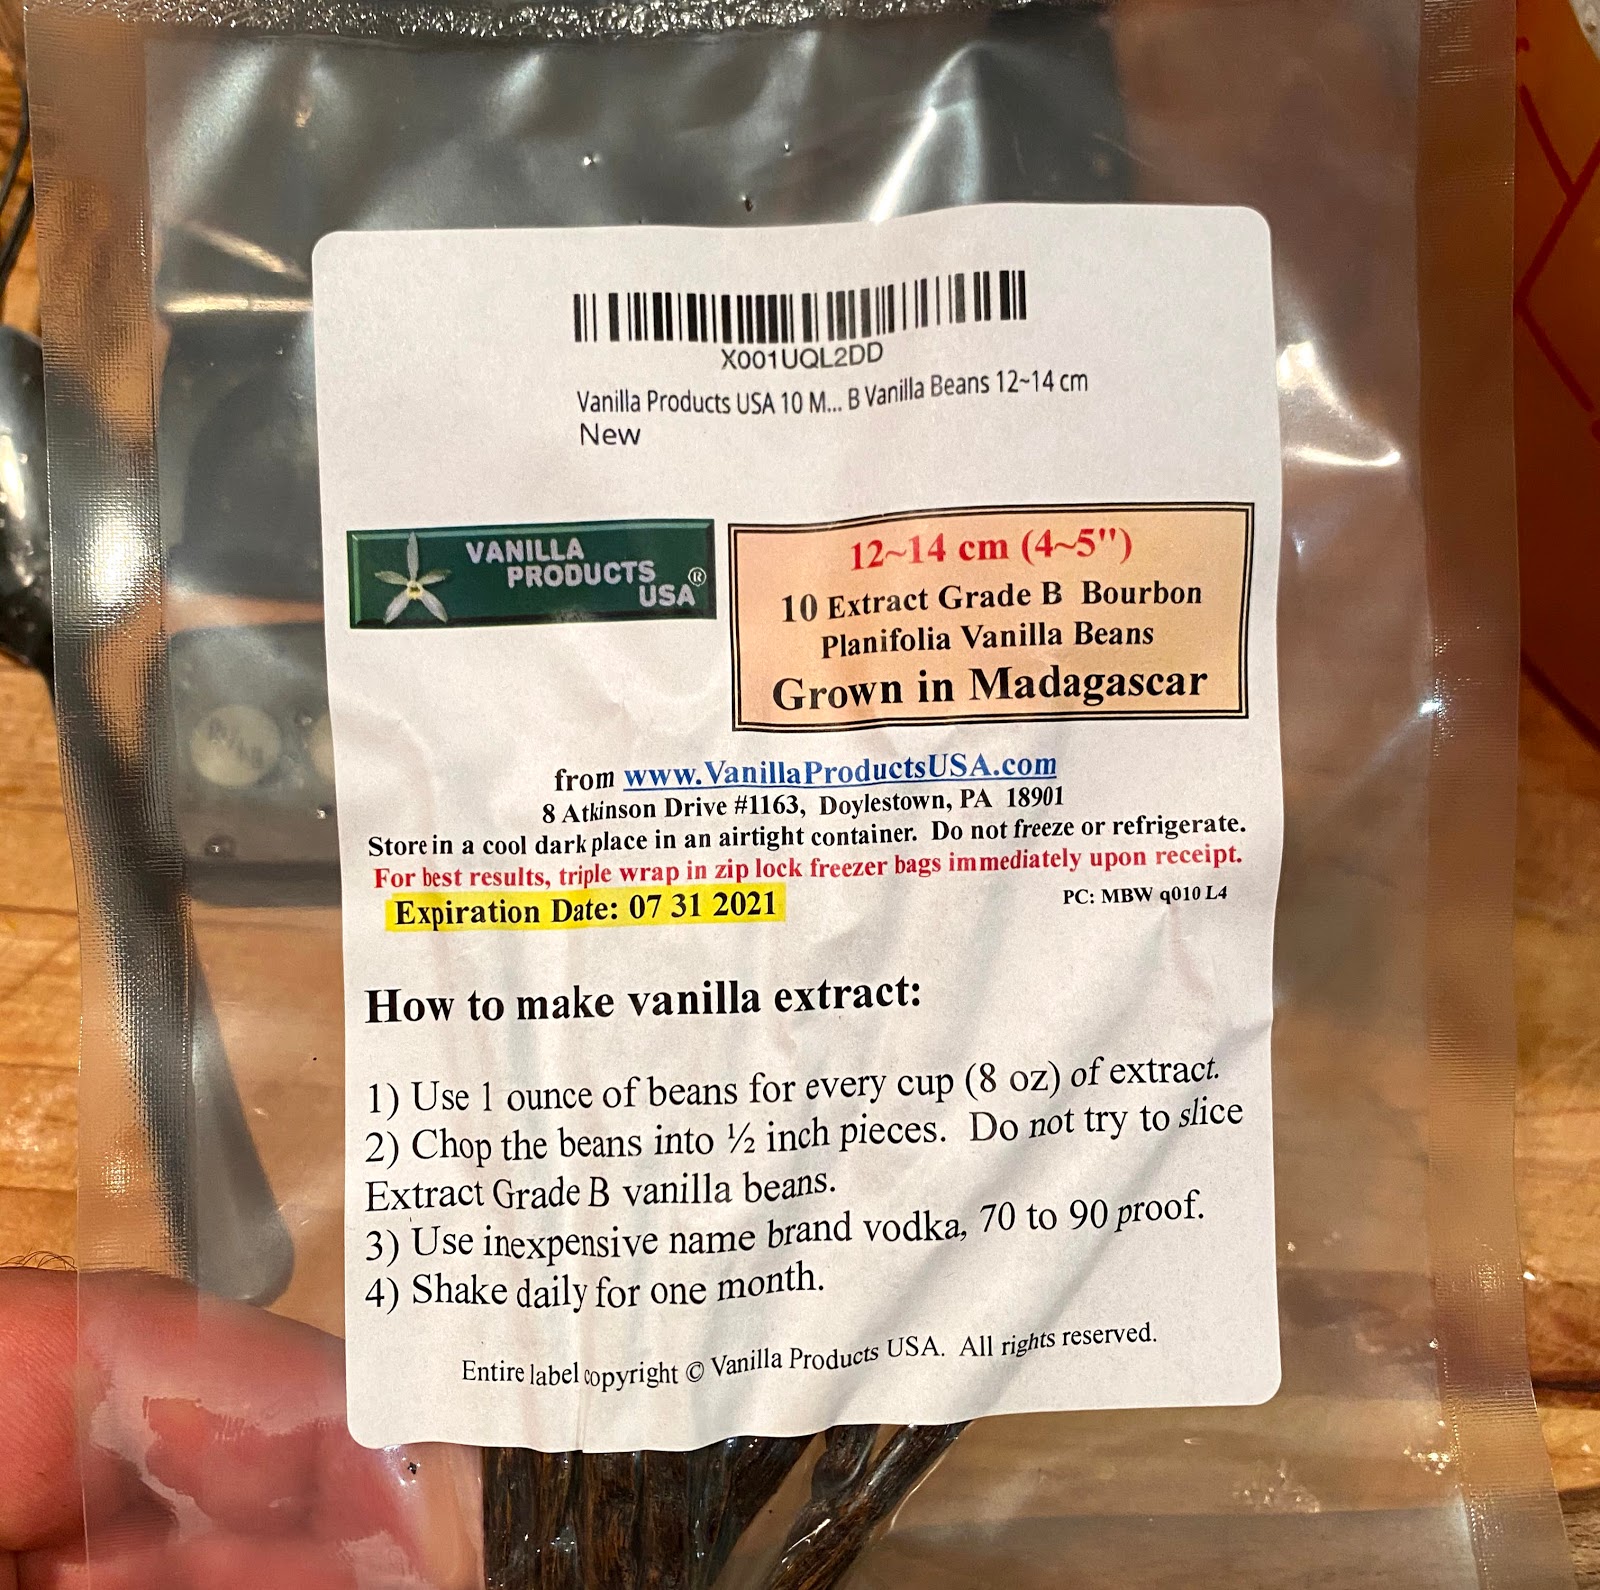 X001UQL2DD
Vanilla Products USA 10 M... B Vanilla Beans 12~14 cm
New
VANILLA
PRODUCTS
USA®
12~14 cm (4~5")
10 Extract Grade B Bourbon
Planifolia Vanilla Beans
Grown in Madagascar
from www.VanillaProductsUSA.com
8 Atkinson Drive #1163, Doylestown, PA 18901
Store in a cool dark place in an airtight container. Do not freeze or refrigerate.
For best results, triple wrap in zip lock freezer bags immediately upon receipt.
Expiration Date: 07 31 2021
PC: MBW q010 L4
How to make vanilla extract:
1) Use 1 ounce of beans for every cup (8 oz) of extract.
2) Chop the beans into ½ inch pieces. Do not try to slice
Extract Grade B vanilla beans.
3) Use inexpensive name brand vodka, 70 to 90 proof.
4) Shake daily for one month.
Entire label copyright © Vanilla Products USA. All rights reserved.